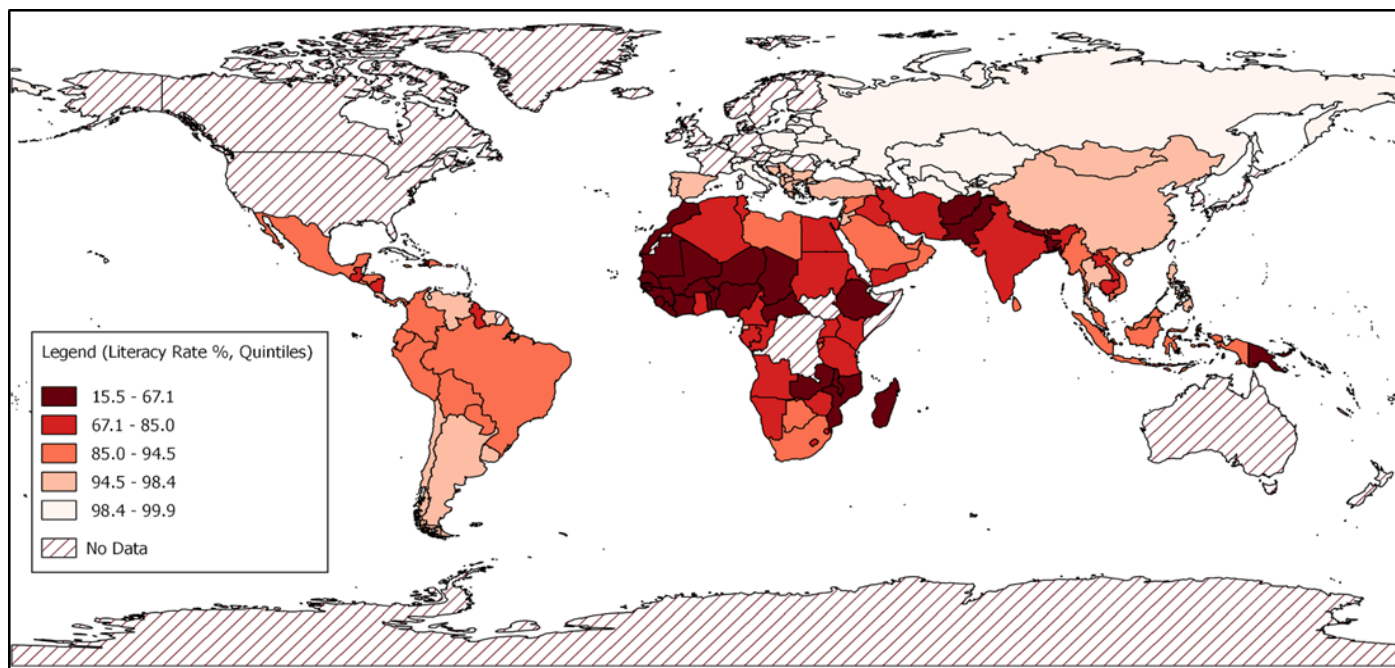 Legend (Literacy Rate %, Quintiles)
15.5 - 67.1
67.1 - 85.0
85.0 - 94.5
94.5 - 98.4
98.4 - 99.9
No Data